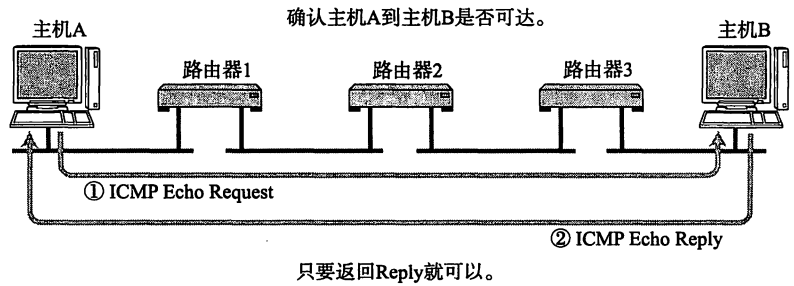 确认主机A到主机B是否可达。
主机A
主机B
路由器1
路由器2
路由器3
① ICMP Echo Request
② ICMP Echo Reply
只要返回Reply就可以。